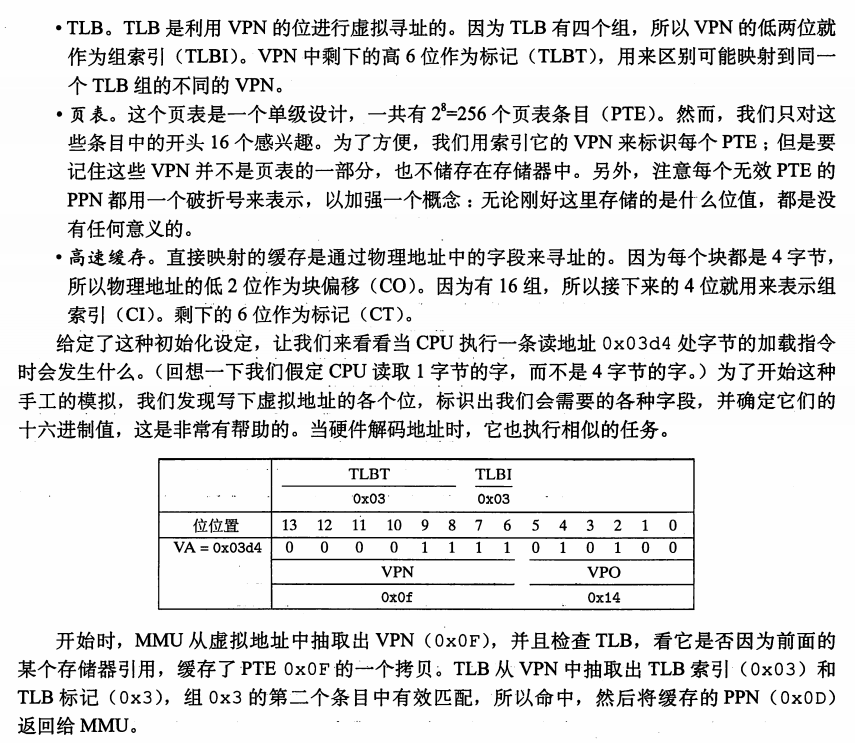 • TLB。TLB 是利用 VPN 的位进行虚拟寻址的。因为 TLB 有四个组，所以 VPN 的低两位就
作为组索引（TLBI）。VPN 中剩下的高 6 位作为标记（TLBT），用来区别可能映射到同一
个 TLB 组的不同的 VPN。
• 页表。这个页表是一个单级设计，一共有 2⁸=256 个页表条目（PTE）。然而，我们只对这
些条目中的开头 16 个感兴趣。为了方便，我们用索引它的 VPN 来标识每个 PTE；但是要
记住这些 VPN 并不是页表的一部分，也不储存在存储器中。另外，注意每个无效 PTE 的
PPN 都用一个破折号来表示，以加强一个概念：无论刚好这里存储的是什么位值，都是没
有任何意义的。
• 高速缓存。直接映射的缓存是通过物理地址中的字段来寻址的。因为每个块都是 4 字节，
所以物理地址的低 2 位作为块偏移（CO）。因为有 16 组，所以接下来的 4 位就用来表示组
索引（CI）。剩下的 6 位作为标记（CT）。
给定了这种初始化设定，让我们来看看当 CPU 执行一条读地址 0x03d4 处字节的加载指令
时会发生什么。（回想一下我们假定 CPU 读取 1 字节的字，而不是 4 字节的字。）为了开始这种
手工的模拟，我们发现写下虚拟地址的各个位，标识出我们会需要的各种字段，并确定它们的
十六进制值，这是非常有帮助的。当硬件解码地址时，它也执行相似的任务。
TLBT TLBI
0x03 0x03
位位置 13 12 11 10 9 8 7 6 5 4 3 2 1 0
VA = 0x03d4 0 0 0 0 1 1 1 1 0 1 0 1 0 0
VPN VPO
0x0f 0x14
开始时，MMU 从虚拟地址中抽取出 VPN（0x0F），并且检查 TLB，看它是否因为前面的
某个存储器引用，缓存了 PTE 0x0F 的一个拷贝。TLB 从 VPN 中抽取出 TLB 索引（0x03）和
TLB 标记（0x3），组 0x3 的第二个条目中有效匹配，所以命中，然后将缓存的 PPN（0x0D）
返回给 MMU。